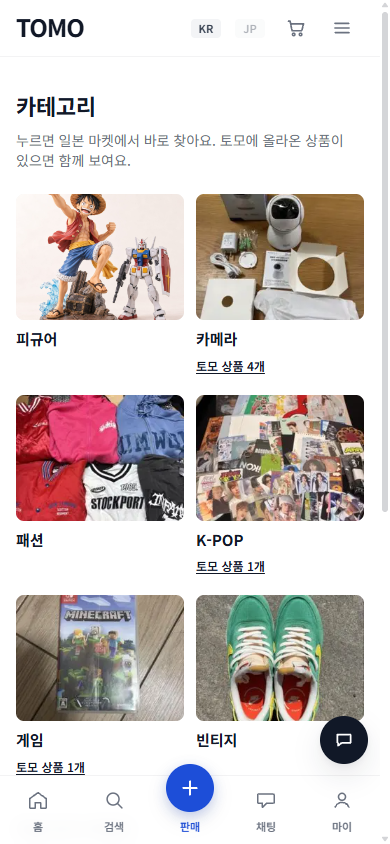 TOMO
KR
JP
카테고리
누르면 일본 마켓에서 바로 찾아요. 토모에 올라온 상품이
있으면 함께 보여요.
피규어
카메라
토모 상품 4개
STOCKPORT
패션
K-POP
토모 상품 1개
MINECRAFT
게임
토모 상품 1개
빈티지
홈
검색
판매
채팅
마이